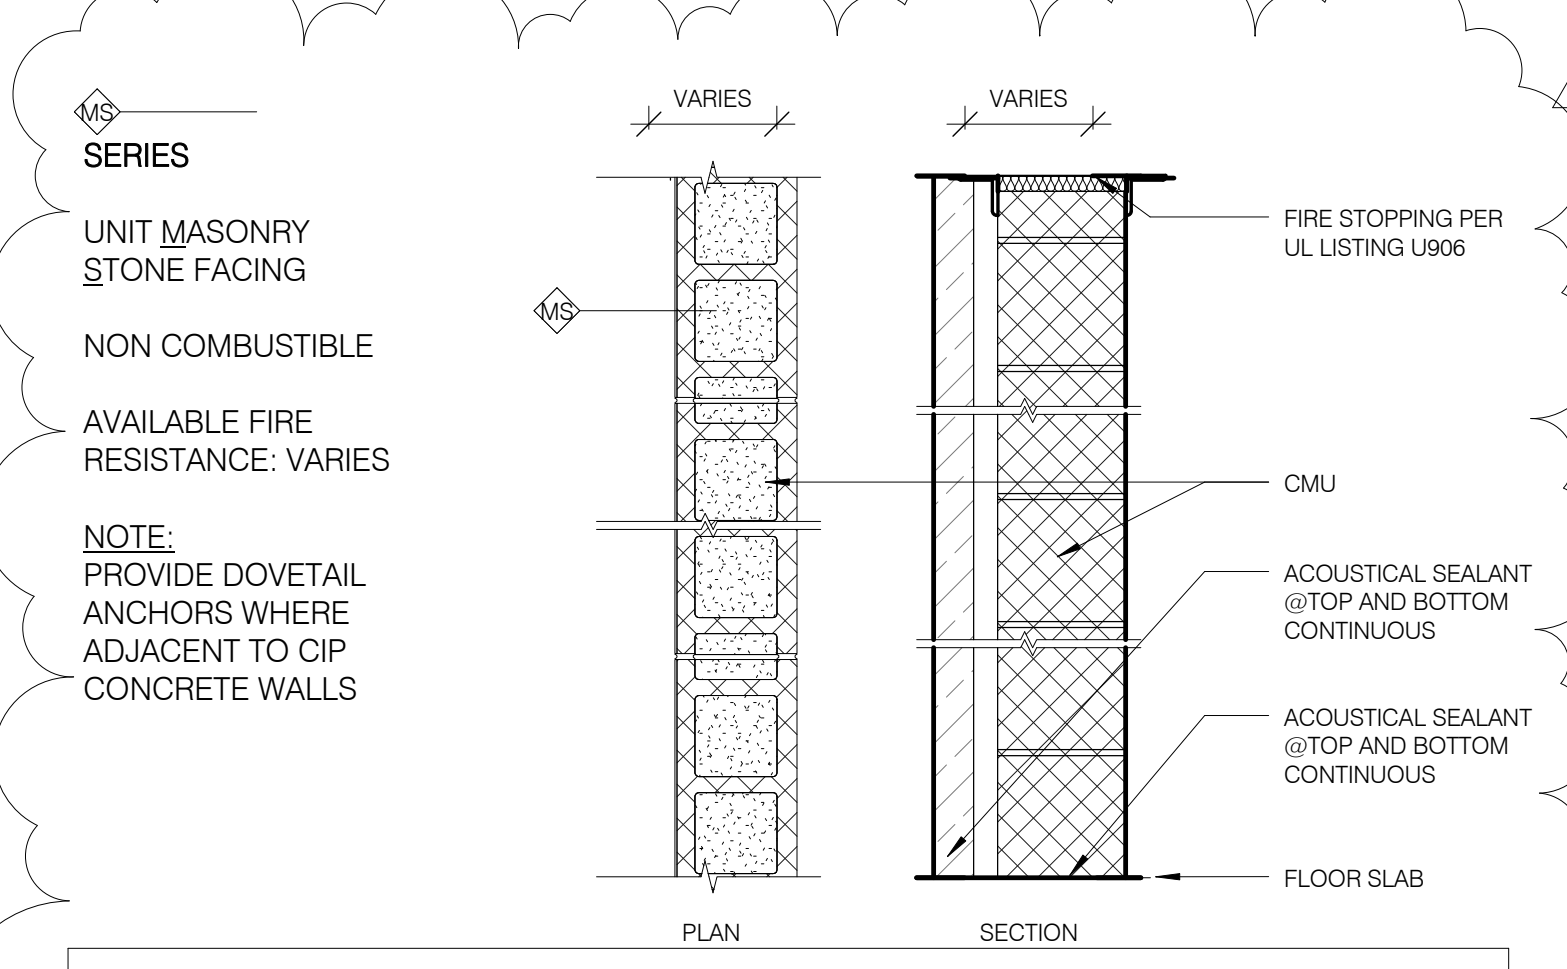 MS
SERIES
UNIT MASONRY
STONE FACING
NON COMBUSTIBLE
AVAILABLE FIRE
RESISTANCE: VARIES
NOTE:
PROVIDE DOVETAIL
ANCHORS WHERE
ADJACENT TO CIP
CONCRETE WALLS
VARIES
MS
PLAN
VARIES
SECTION
FIRE STOPPING PER
UL LISTING U906
CMU
ACOUSTICAL SEALANT
@TOP AND BOTTOM
CONTINUOUS
ACOUSTICAL SEALANT
@TOP AND BOTTOM
CONTINUOUS
FLOOR SLAB